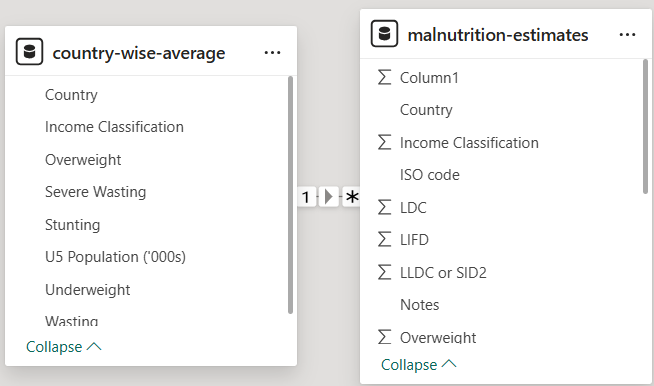 country-wise-average
...
Country
Income Classification
Overweight
Severe Wasting
Stunting
U5 Population ('000s)
Underweight
Wasting
Collapse
1
*
malnutrition-estimates
...
Σ Column1
Country
Σ Income Classification
ISO code
Σ LDC
Σ LIFD
Σ LLDC or SID2
Notes
Σ Overweight
Collapse